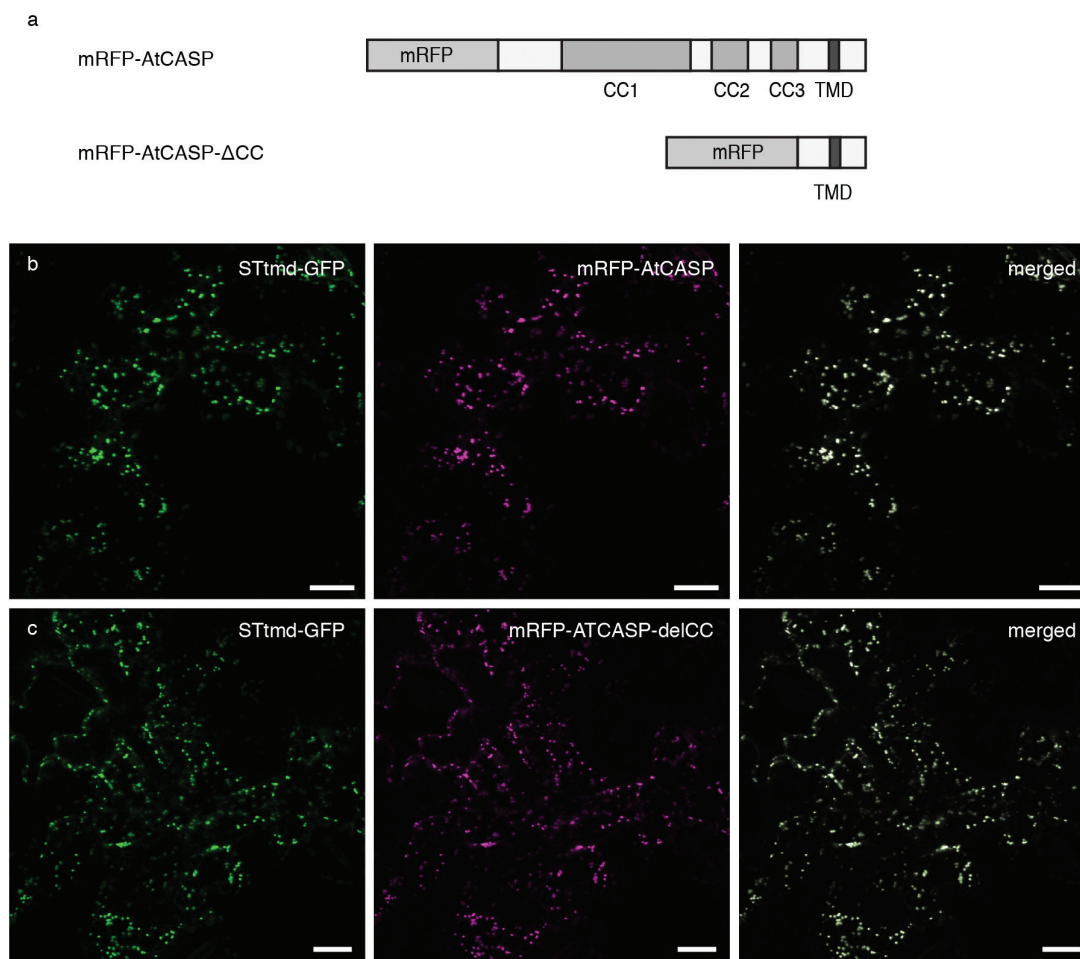 a
mRFP-AtCASP
mRFP
CC1 CC2 CC3 TMD
mRFP-AtCASP-ΔCC
mRFP
TMD
b STtmd-GFP mRFP-AtCASP merged
c STtmd-GFP mRFP-ATCASP-delCC merged